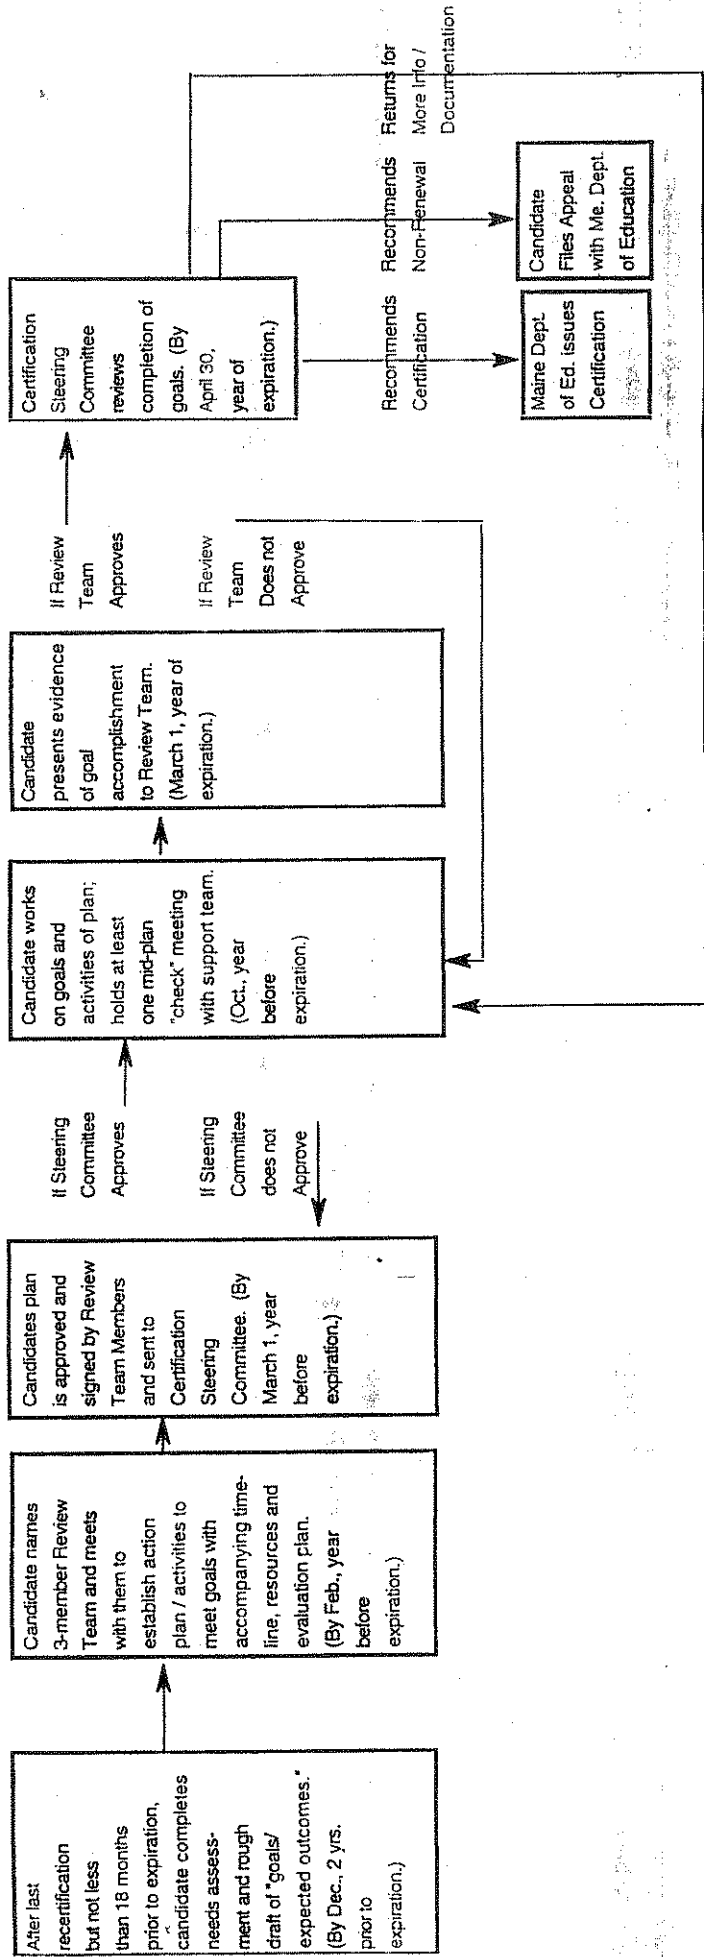 After last
recertification
but not less
than 18 months
prior to expiration,
candidate completes
needs assess-
ment and rough
draft of "goals/
expected outcomes."
(By Dec., 2 yrs.
prior to
expiration.)
Candidate names
3-member Review
Team and meets
with them to
establish action
plan / activities to
meet goals with
accompanying time-
line, resources and
evaluation plan.
(By Feb., year
before
expiration.)
Candidates plan
is approved and
signed by Review
Team Members
and sent to
Certification
Steering
Committee. (By
March 1, year
before
expiration.)
If Steering
Committee
Approves
If Steering
Committee
does not
Approve
Candidate works
on goals and
activities of plan;
holds at least
one mid-plan
"check" meeting
with support team.
(Oct., year
before
expiration.)
Candidate
presents evidence
of goal
accomplishment
to Review Team.
(March 1, year of
expiration.)
If Review
Team
Approves
If Review
Team
Does not
Approve
Certification
Steering
Committee
reviews
completion of
goals. (By
April 30,
year of
expiration.)
Recommends
Certification
Recommends
Non-Renewal
Returns for
More Info /
Documentation
Maine Dept.
of Ed. issues
Certification
Candidate
Files Appeal
with Me. Dept.
of Education